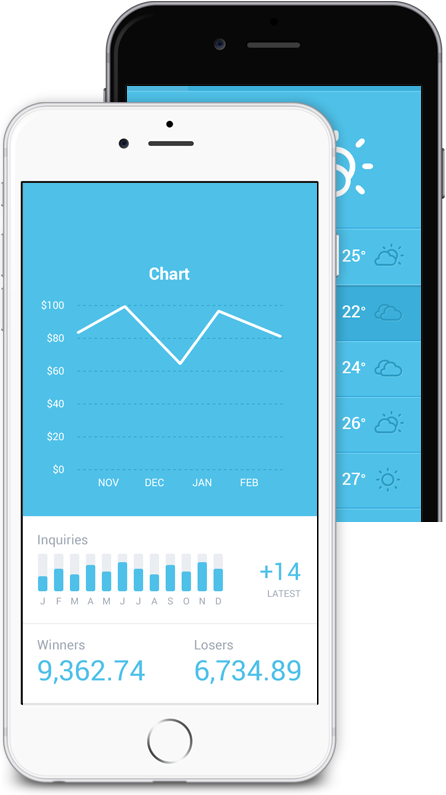 Chart
$100
$80
$60
$40
$20
$0
NOV DEC JAN FEB
Inquiries
+14
LATEST
J F M A M J J A S O N D
Winners Losers
9,362.74 6,734.89
25°
22°
24°
26°
27°